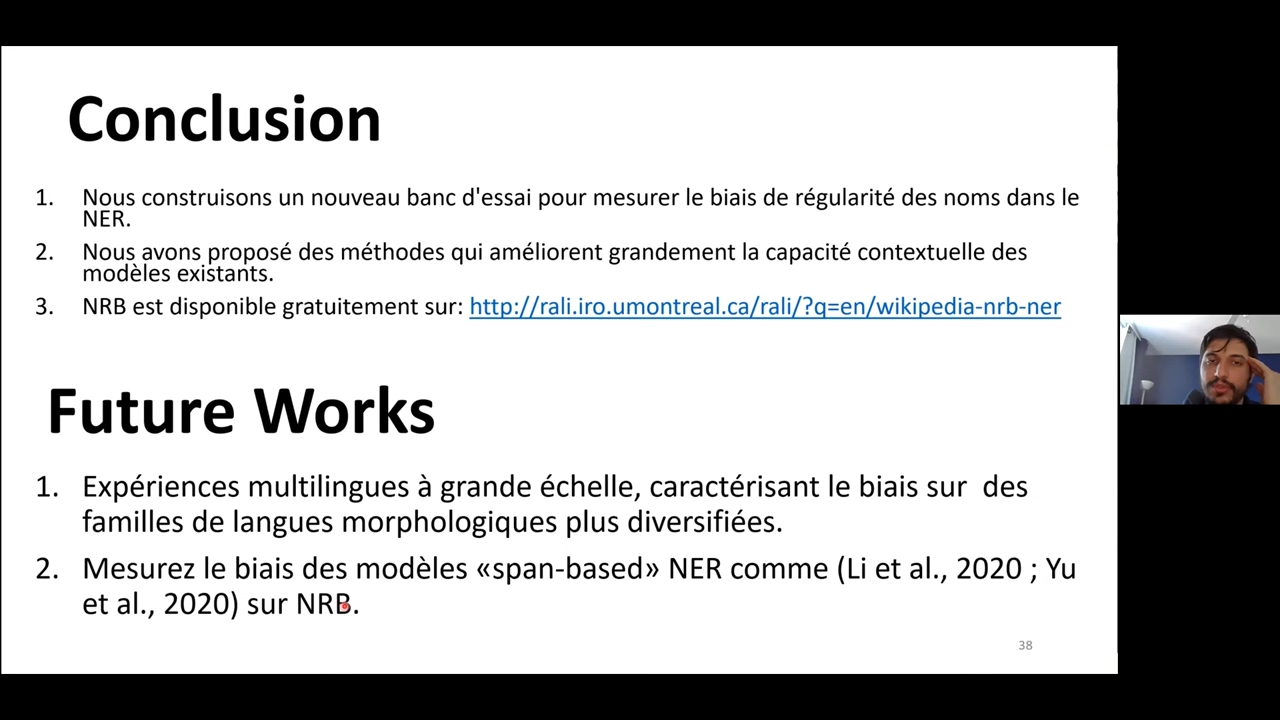 Conclusion
1. Nous construisons un nouveau banc d'essai pour mesurer le biais de régularité des noms dans le
NER.
2. Nous avons proposé des méthodes qui améliorent grandement la capacité contextuelle des
modèles existants.
3. NRB est disponible gratuitement sur: http://rali.iro.umontreal.ca/rali/?q=en/wikipedia-nrb-ner
Future Works
1. Expériences multilingues à grande échelle, caractérisant le biais sur des
familles de langues morphologiques plus diversifiées.
2. Mesurez le biais des modèles «span-based» NER comme (Li et al., 2020 ; Yu
et al., 2020) sur NRB.
38